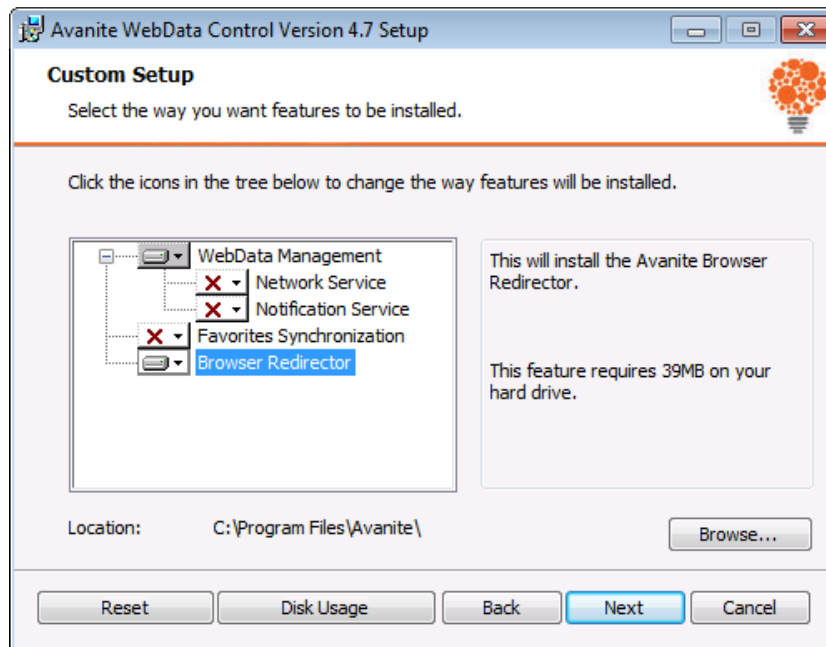 Avanite WebData Control Version 4.7 Setup
Custom Setup
Select the way you want features to be installed.
Click the icons in the tree below to change the way features will be installed.
WebData Management
Network Service
Notification Service
Favorites Synchronization
Browser Redirector
This will install the Avanite Browser
Redirector.
This feature requires 39MB on your
hard drive.
Location: C:\Program Files\Avanite\
Browse...
Reset Disk Usage Back Next Cancel